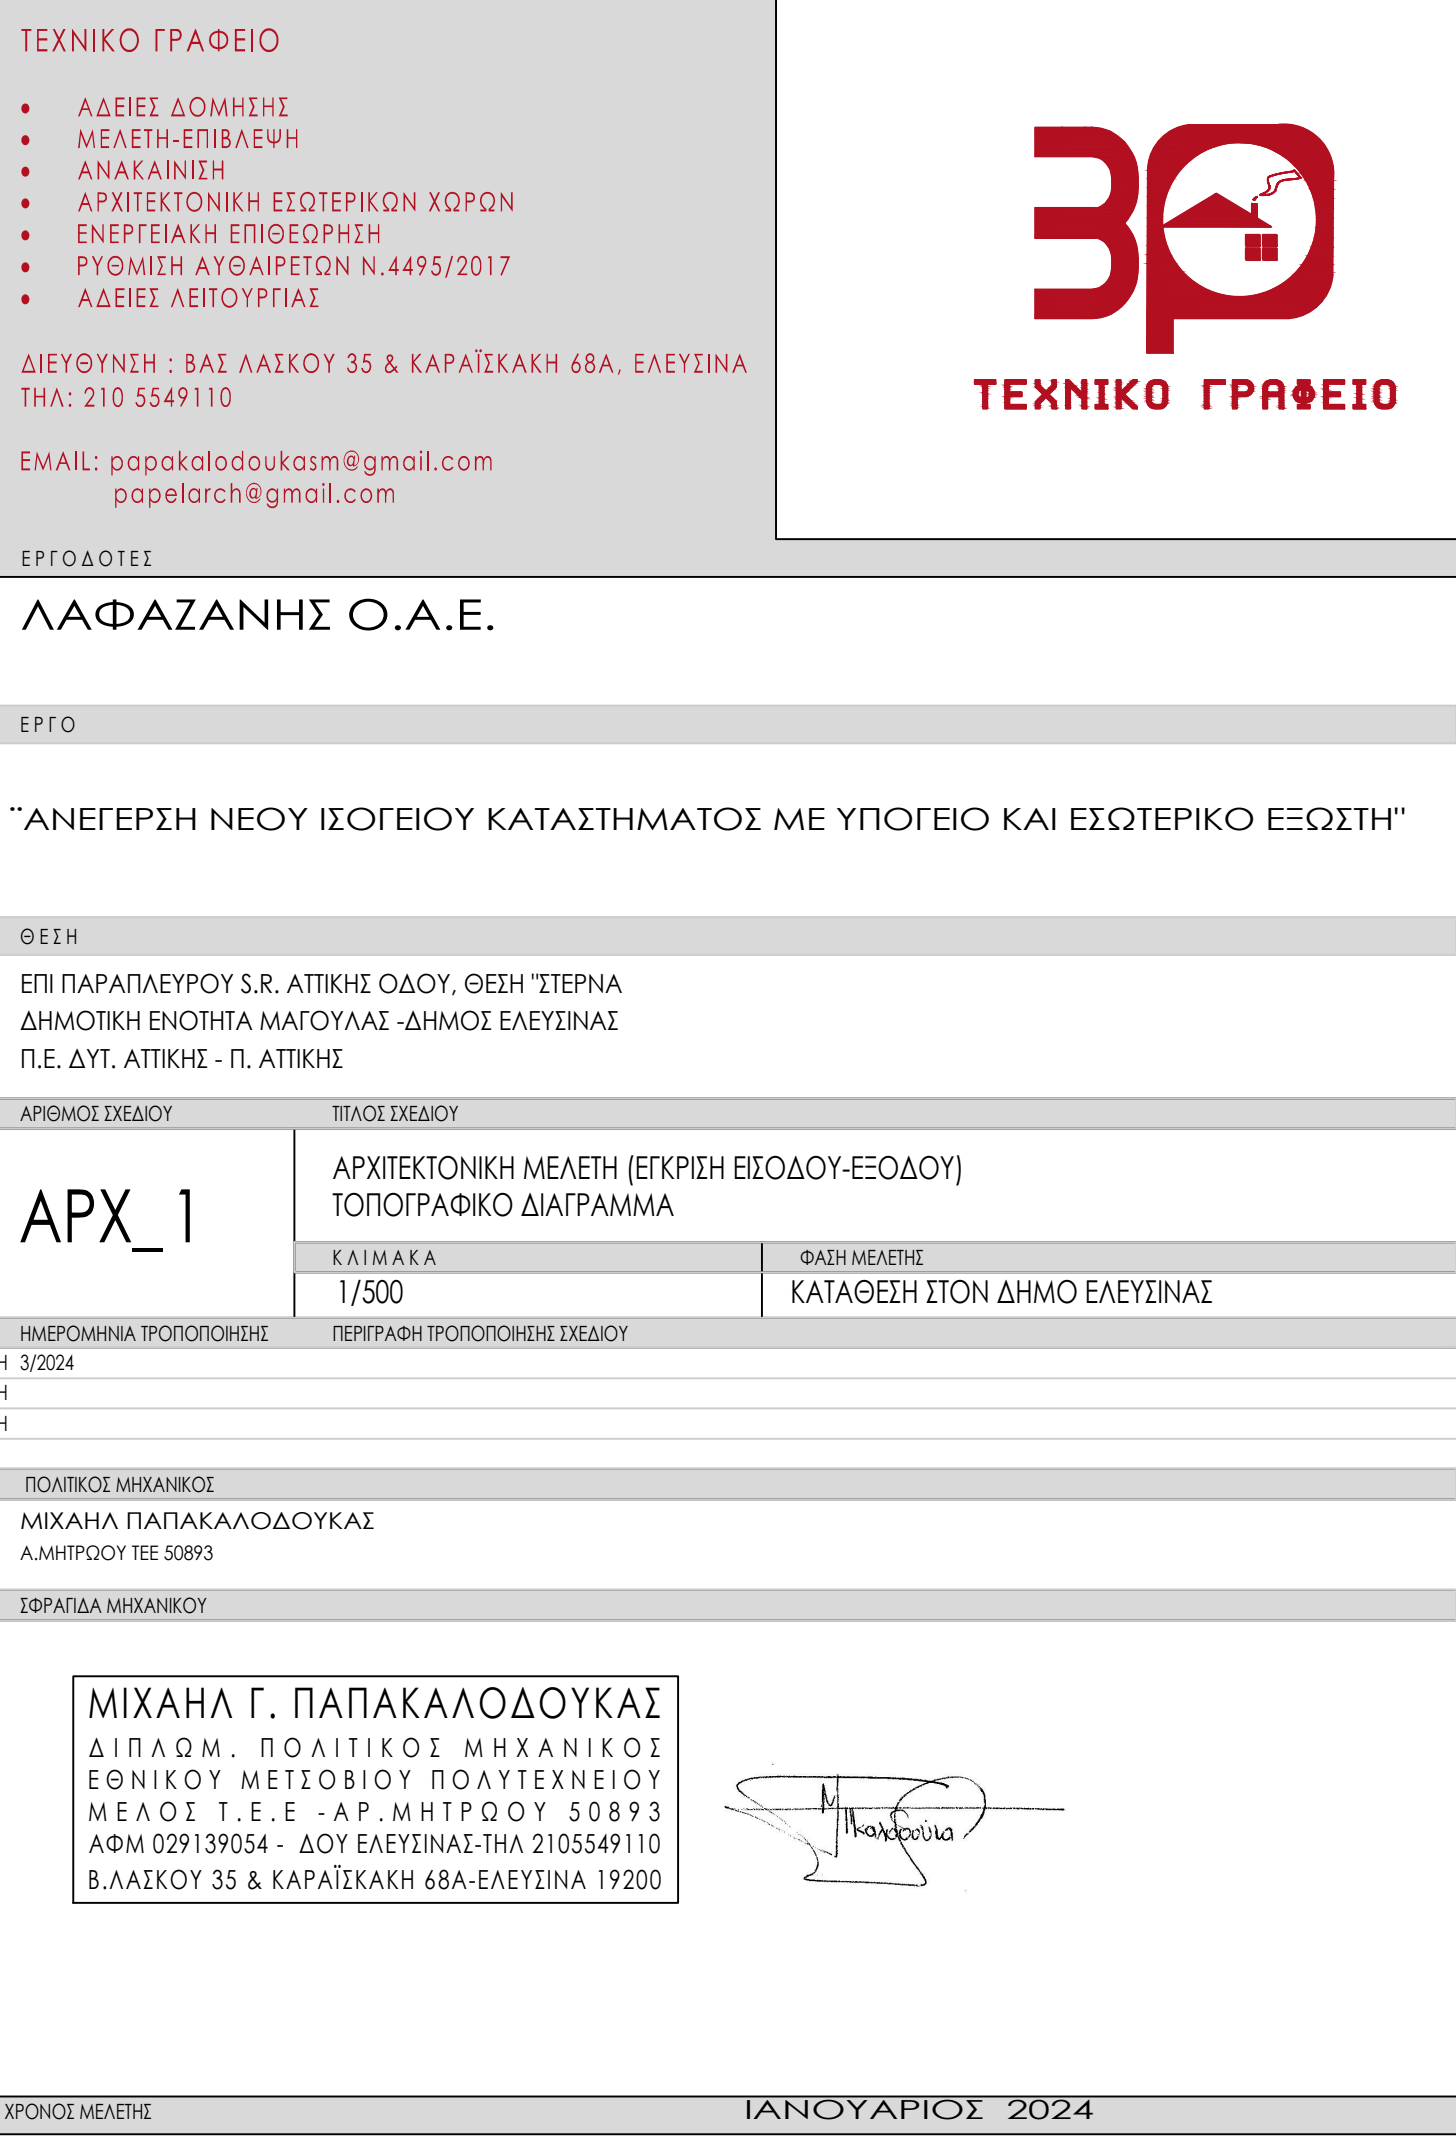 ΤΕΧΝΙΚΟ ΓΡΑΦΕΙΟ
• ΑΔΕΙΕΣ ΔΟΜΗΣΗΣ
• ΜΕΛΕΤΗ-ΕΠΙΒΛΕΨΗ
• ΑΝΑΚΑΙΝΙΣΗ
• ΑΡΧΙΤΕΚΤΟΝΙΚΗ ΕΣΩΤΕΡΙΚΩΝ ΧΩΡΩΝ
• ΕΝΕΡΓΕΙΑΚΗ ΕΠΙΘΕΩΡΗΣΗ
• ΡΥΘΜΙΣΗ ΑΥΘΑΙΡΕΤΩΝ Ν.4495/2017
• ΑΔΕΙΕΣ ΛΕΙΤΟΥΡΓΙΑΣ
ΔΙΕΥΘΥΝΣΗ : ΒΑΣ ΛΑΣΚΟΥ 35 & ΚΑΡΑΪΣΚΑΚΗ 68Α, ΕΛΕΥΣΙΝΑ
ΤΗΛ: 210 5549110
EMAIL: papakalodoukasm@gmail.com
papelarch@gmail.com
3ρ
ΤΕΧΝΙΚΟ ΓΡΑΦΕΙΟ
ΕΡΓΟΔΟΤΕΣ
ΛΑΦΑΖΑΝΗΣ Ο.Α.Ε.
ΕΡΓΟ
¨ΑΝΕΓΕΡΣΗ ΝΕΟΥ ΙΣΟΓΕΙΟΥ ΚΑΤΑΣΤΗΜΑΤΟΣ ΜΕ ΥΠΟΓΕΙΟ ΚΑΙ ΕΣΩΤΕΡΙΚΟ ΕΞΩΣΤΗ"
ΘΕΣΗ
ΕΠΙ ΠΑΡΑΠΛΕΥΡΟΥ S.R. ΑΤΤΙΚΗΣ ΟΔΟΥ, ΘΕΣΗ "ΣΤΕΡΝΑ
ΔΗΜΟΤΙΚΗ ΕΝΟΤΗΤΑ ΜΑΓΟΥΛΑΣ -ΔΗΜΟΣ ΕΛΕΥΣΙΝΑΣ
Π.Ε. ΔΥΤ. ΑΤΤΙΚΗΣ - Π. ΑΤΤΙΚΗΣ
ΑΡΙΘΜΟΣ ΣΧΕΔΙΟΥ ΤΙΤΛΟΣ ΣΧΕΔΙΟΥ
ΑΡΧ_1
ΑΡΧΙΤΕΚΤΟΝΙΚΗ ΜΕΛΕΤΗ (ΕΓΚΡΙΣΗ ΕΙΣΟΔΟΥ-ΕΞΟΔΟΥ)
ΤΟΠΟΓΡΑΦΙΚΟ ΔΙΑΓΡΑΜΜΑ
ΚΛΙΜΑΚΑ ΦΑΣΗ ΜΕΛΕΤΗΣ
1/500 ΚΑΤΑΘΕΣΗ ΣΤΟΝ ΔΗΜΟ ΕΛΕΥΣΙΝΑΣ
ΗΜΕΡΟΜΗΝΙΑ ΤΡΟΠΟΠΟΙΗΣΗΣ ΠΕΡΙΓΡΑΦΗ ΤΡΟΠΟΠΟΙΗΣΗΣ ΣΧΕΔΙΟΥ
Η 3/2024
Η
Η
ΠΟΛΙΤΙΚΟΣ ΜΗΧΑΝΙΚΟΣ
ΜΙΧΑΗΛ ΠΑΠΑΚΑΛΟΔΟΥΚΑΣ
Α.ΜΗΤΡΩΟΥ ΤΕΕ 50893
ΣΦΡΑΓΙΔΑ ΜΗΧΑΝΙΚΟΥ
ΜΙΧΑΗΛ Γ. ΠΑΠΑΚΑΛΟΔΟΥΚΑΣ
ΔΙΠΛΩΜ. ΠΟΛΙΤΙΚΟΣ ΜΗΧΑΝΙΚΟΣ
ΕΘΝΙΚΟΥ ΜΕΤΣΟΒΙΟΥ ΠΟΛΥΤΕΧΝΕΙΟΥ
ΜΕΛΟΣ Τ.Ε.Ε -ΑΡ.ΜΗΤΡΩΟΥ 50893
ΑΦΜ 029139054 - ΔΟΥ ΕΛΕΥΣΙΝΑΣ-ΤΗΛ 2105549110
Β.ΛΑΣΚΟΥ 35 & ΚΑΡΑΪΣΚΑΚΗ 68Α-ΕΛΕΥΣΙΝΑ 19200
ΧΡΟΝΟΣ ΜΕΛΕΤΗΣ ΙΑΝΟΥΑΡΙΟΣ 2024